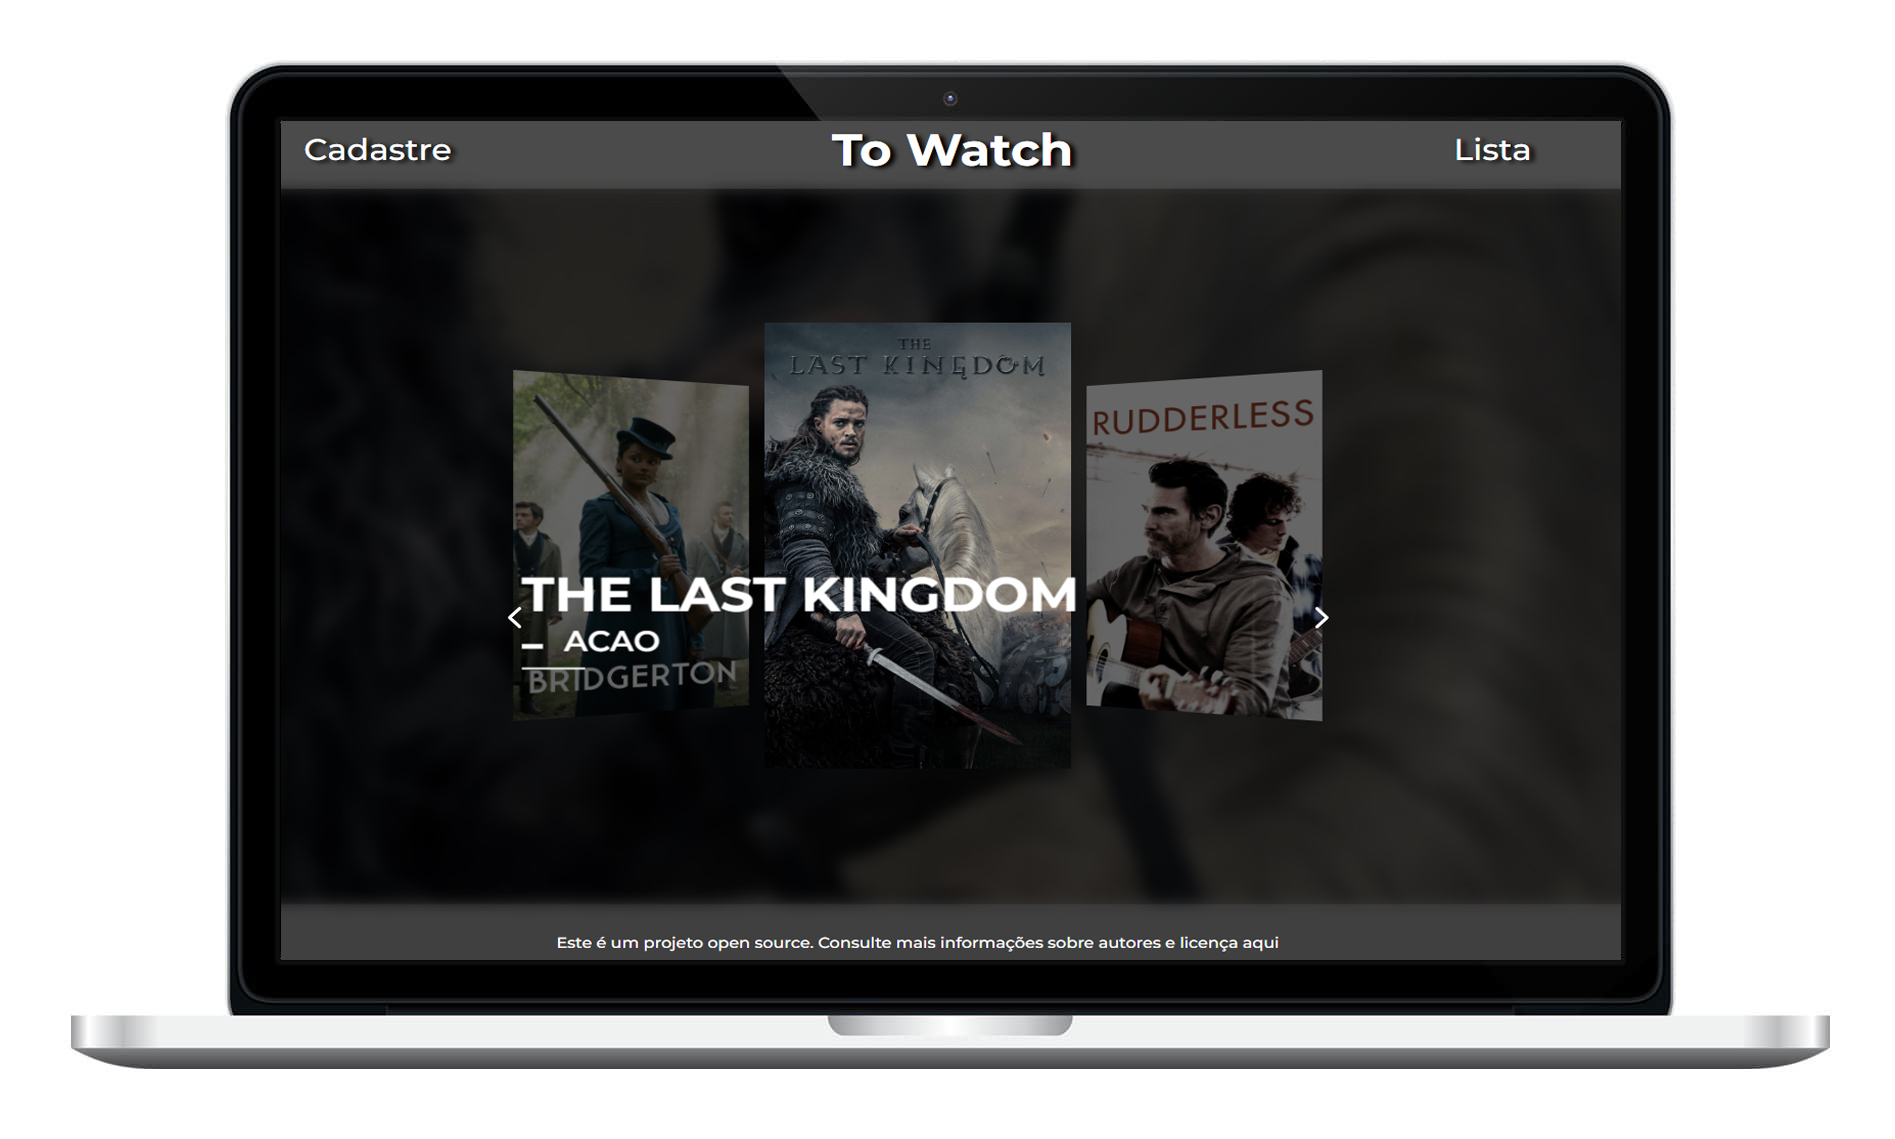 Cadastre
To Watch
Lista
THE
LAST KINGDOM
RUDDERLESS
THE LAST KINGDOM
– ACAO
BRIDGERTON
Este é um projeto open source. Consulte mais informações sobre autores e licença aqui